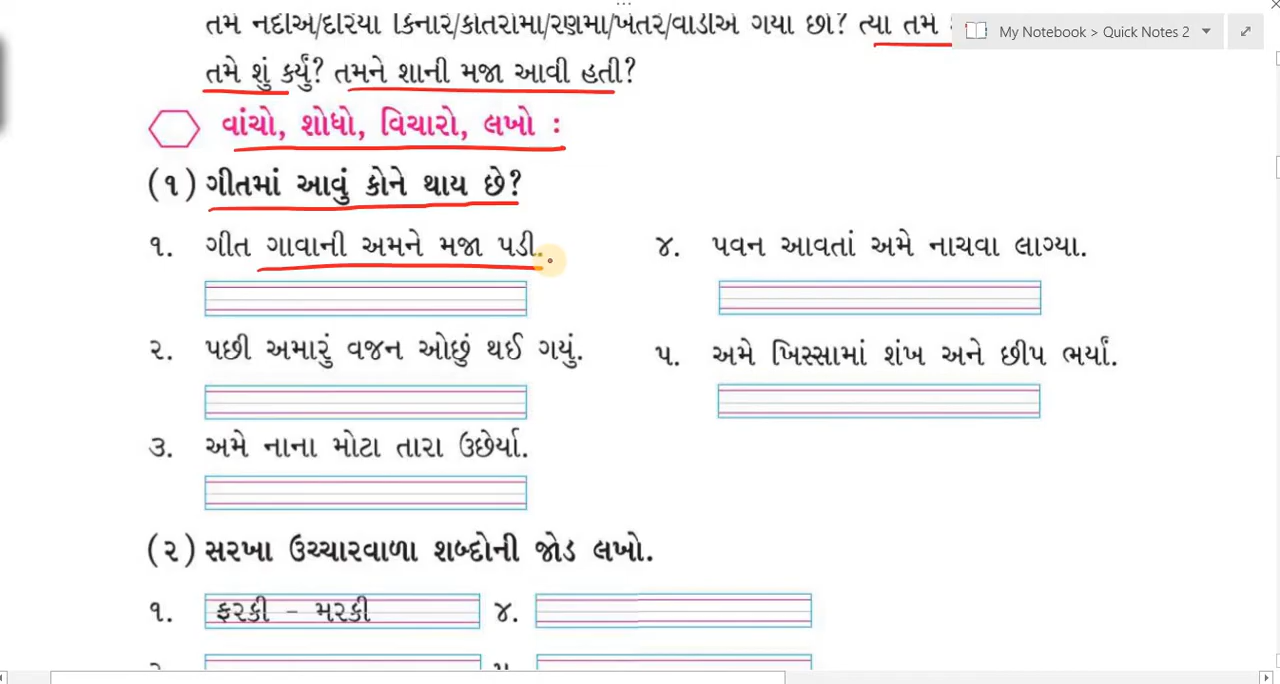 તમે નદીએ/દરિયા કિનારે/કોતરોમાં/રણમાં/ખેતરે/વાડીએ ગયા છો? ત્યાં તમે
My Notebook > Quick Notes 2
તમે શું કર્યું? તમને શાની મજા આવી હતી?
વાંચો, શોધો, વિચારો, લખો :
(૧) ગીતમાં આવું કોને થાય છે?
૧. ગીત ગાવાની અમને મજા પડી.
૪. પવન આવતાં અમે નાચવા લાગ્યા.
૨. પછી અમારું વજન ઓછું થઈ ગયું.
૫. અમે ખિસ્સામાં શંખ અને છીપ ભર્યાં.
૩. અમે નાના મોટા તારા ઉછેર્યા.
(૨) સરખા ઉચ્ચારવાળા શબ્દોની જોડ લખો.
૧. ફરકી - મરકી
૪.